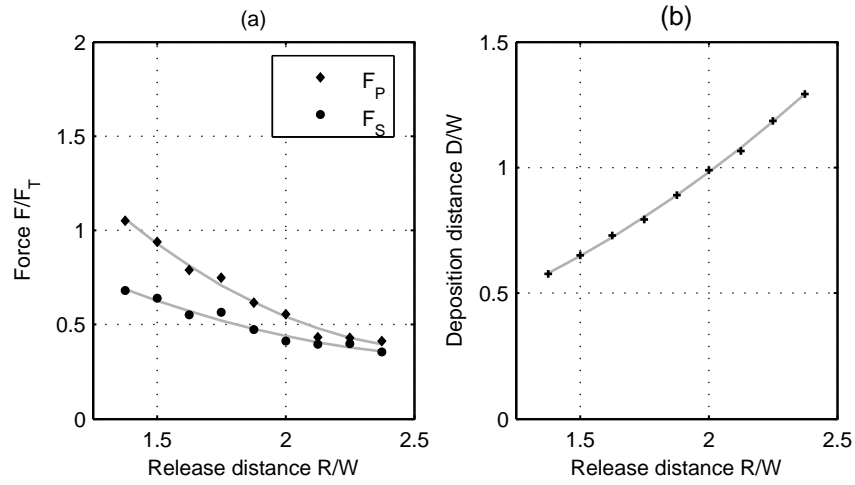 (a)
2
1.5
1
0.5
0
1.5
2
2.5
Force F/F_T
Release distance R/W
F_P
F_S
(b)
1.5
1
0.5
0
1.5
2
2.5
Deposition distance D/W
Release distance R/W